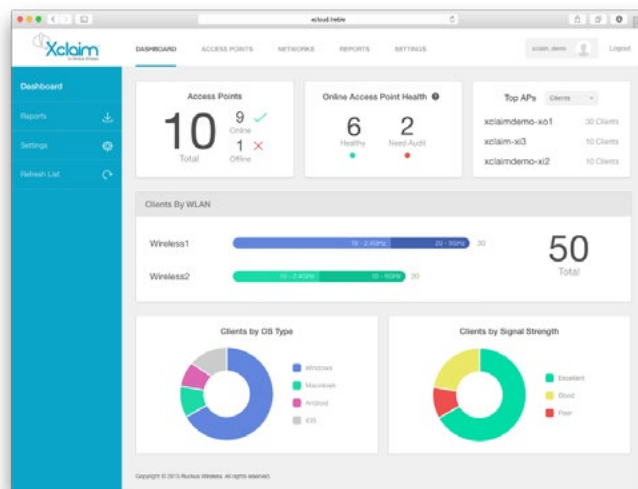 xcloud.treble
Xclaim
by Ruckus Wireless
DASHBOARD ACCESS POINTS NETWORKS REPORTS SETTINGS
xclaim_demo
Logout
Dashboard
Reports
Settings
Refresh List
Access Points
10
Total
9
Online
1
Offline
Online Access Point Health ?
6
Healthy
2
Need Audit
Top APs Clients
xclaimdemo-xo1 30 Clients
xclaim-xi3 10 Clients
xclaimdemo-xi2 10 Clients
Clients By WLAN
Wireless1 10 - 2.4GHz 20 - 5GHz 30
Wireless2 10 - 2.4GHz 10 - 5GHz 20
50
Total
Clients by OS Type
Windows
Macintosh
Android
iOS
Clients by Signal Strength
Excellent
Good
Poor
Copyright © 2015 Ruckus Wireless. All rights reserved.